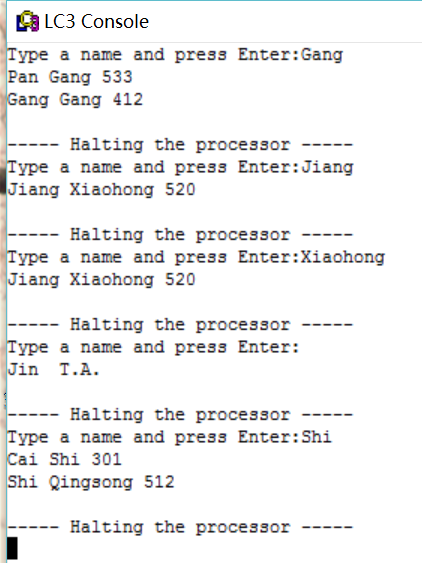 LC3 Console
Type a name and press Enter:Gang
Pan Gang 533
Gang Gang 412
----- Halting the processor -----
Type a name and press Enter:Jiang
Jiang Xiaohong 520
----- Halting the processor -----
Type a name and press Enter:Xiaohong
Jiang Xiaohong 520
----- Halting the processor -----
Type a name and press Enter:
Jin  T.A.
----- Halting the processor -----
Type a name and press Enter:Shi
Cai Shi 301
Shi Qingsong 512
----- Halting the processor -----